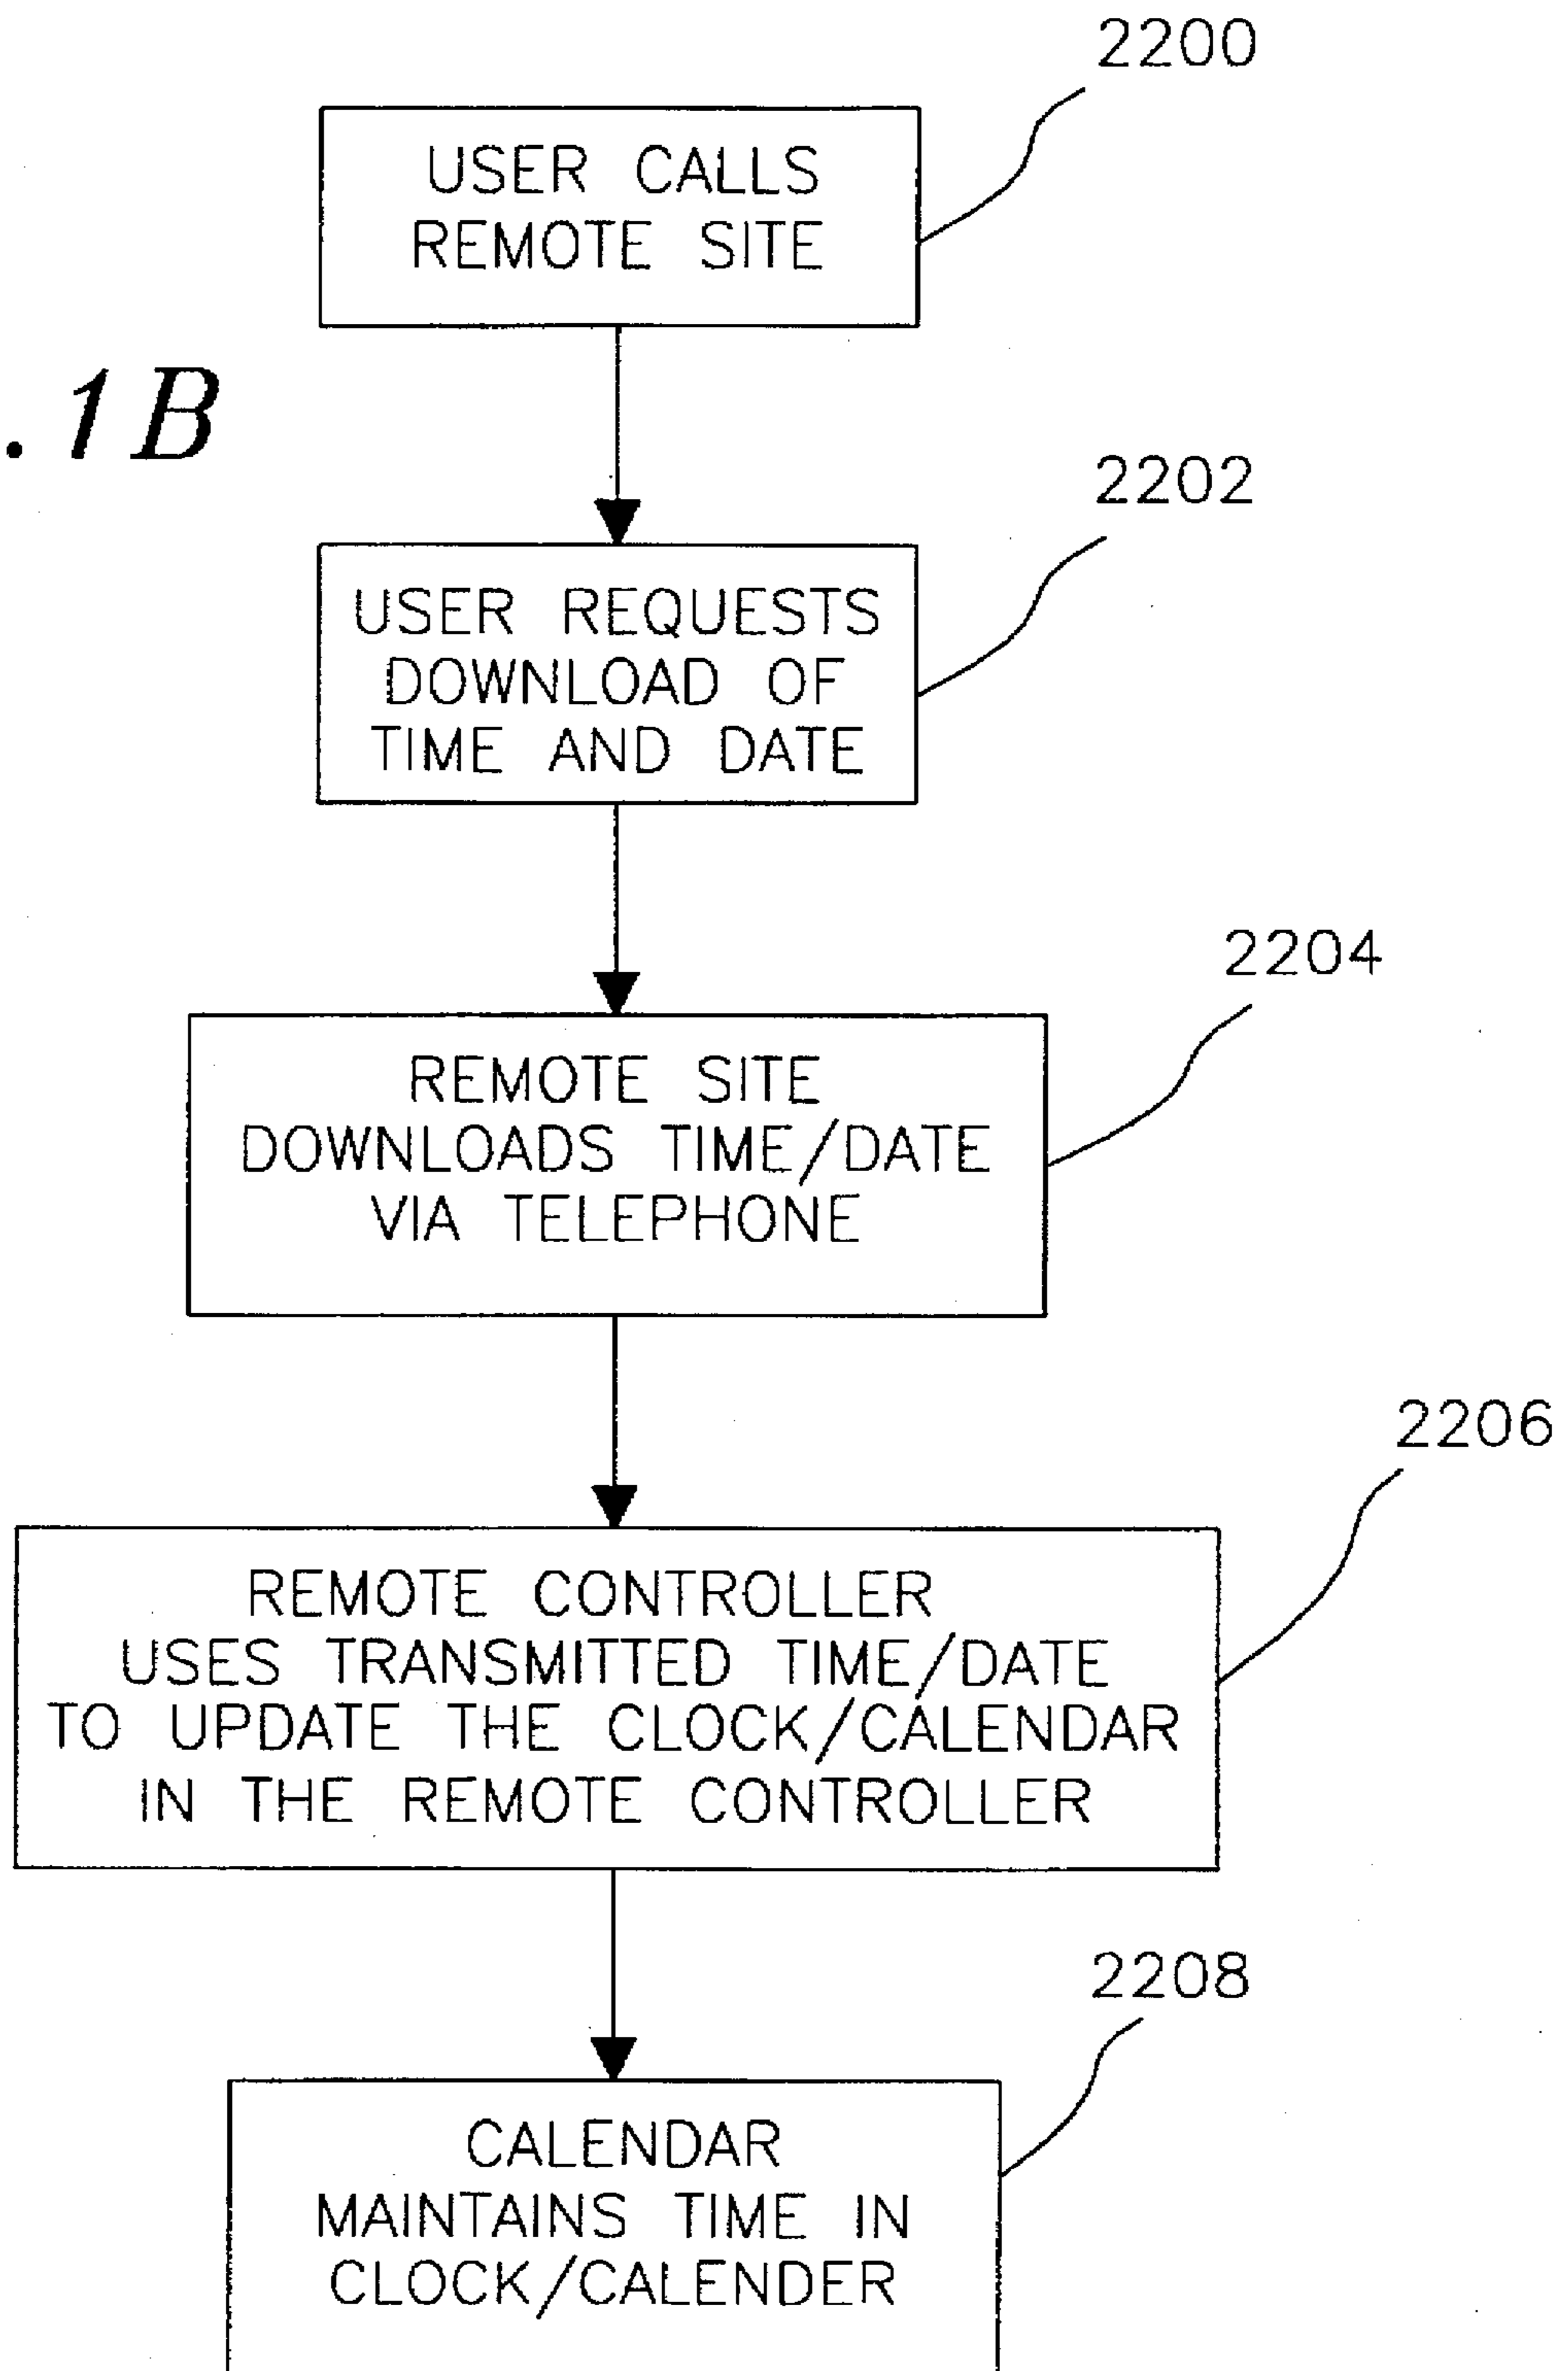 2200
USER CALLS
REMOTE SITE
.1B
2202
USER REQUESTS
DOWNLOAD OF
TIME AND DATE
2204
REMOTE SITE
DOWNLOADS TIME/DATE
VIA TELEPHONE
2206
REMOTE CONTROLLER
USES TRANSMITTED TIME/DATE
TO UPDATE THE CLOCK/CALENDAR
IN THE REMOTE CONTROLLER
2208
CALENDAR
MAINTAINS TIME IN
CLOCK/CALENDER